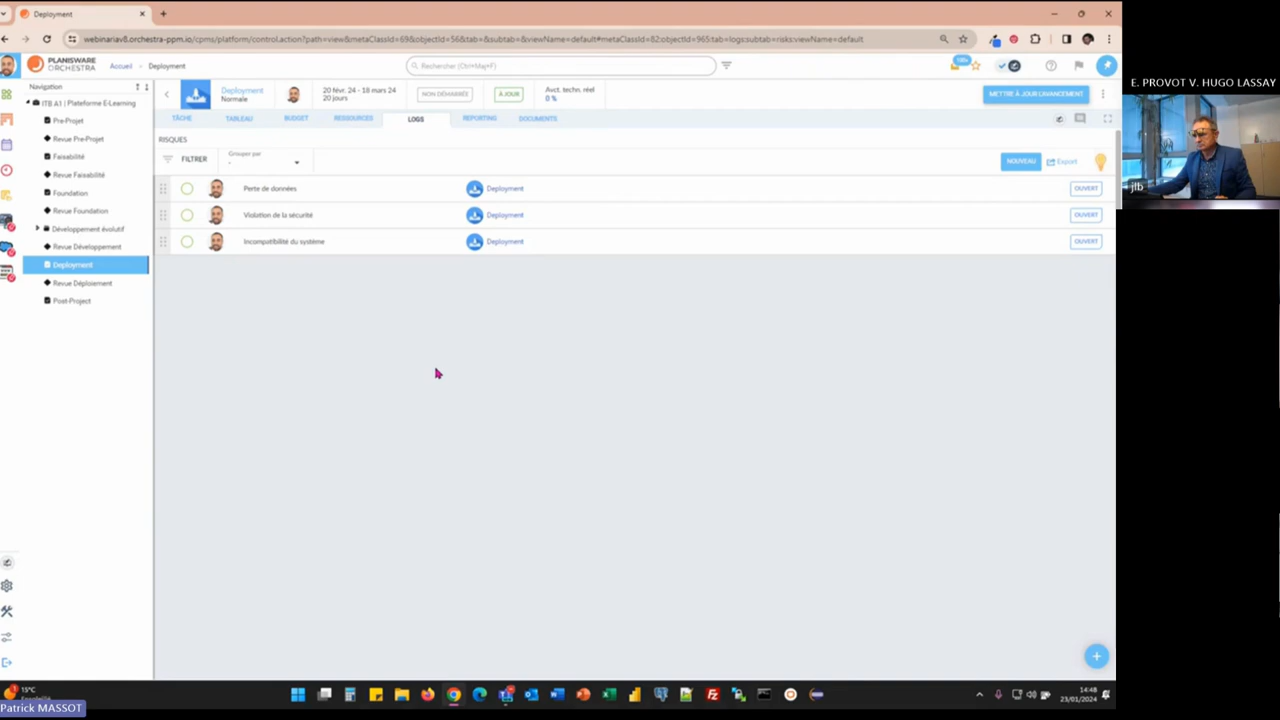 Deployment
webinariav8.orchestra-ppm.io/cpms/platform/control.action?path=view&metaClassId=69&objectId=56&tab=&subtab=&viewName=default#metaClassId=82:objectId=965:tab=logs:subtab=risks:viewName=default
PLANISWARE
ORCHESTRA
Accueil
Deployment
Rechercher (Ctrl+Maj+F)
E. PROVOT V. HUGO LASSAY
jlb
Navigation
ITB A1 | Plateforme E-Learning
Pre-Projet
Revue Pre-Projet
Faisabilité
Revue Faisabilité
Foundation
Revue Foundation
Développement évolutif
Revue Développement
Deployment
Revue Déploiement
Post-Project
Deployment
Normale
20 févr. 24 - 18 mars 24
20 jours
NON DÉMARRÉE
À JOUR
Avct. techn. réel
0 %
METTRE À JOUR L'AVANCEMENT
TÂCHE
TABLEAU
BUDGET
RESSOURCES
LOGS
REPORTING
DOCUMENTS
RISQUES
FILTRER
Grouper par
-
NOUVEAU
Export
Perte de données
Deployment
OUVERT
Violation de la sécurité
Deployment
OUVERT
Incompatibilité du système
Deployment
OUVERT
15°C
14:48
23/01/2024
Patrick MASSOT